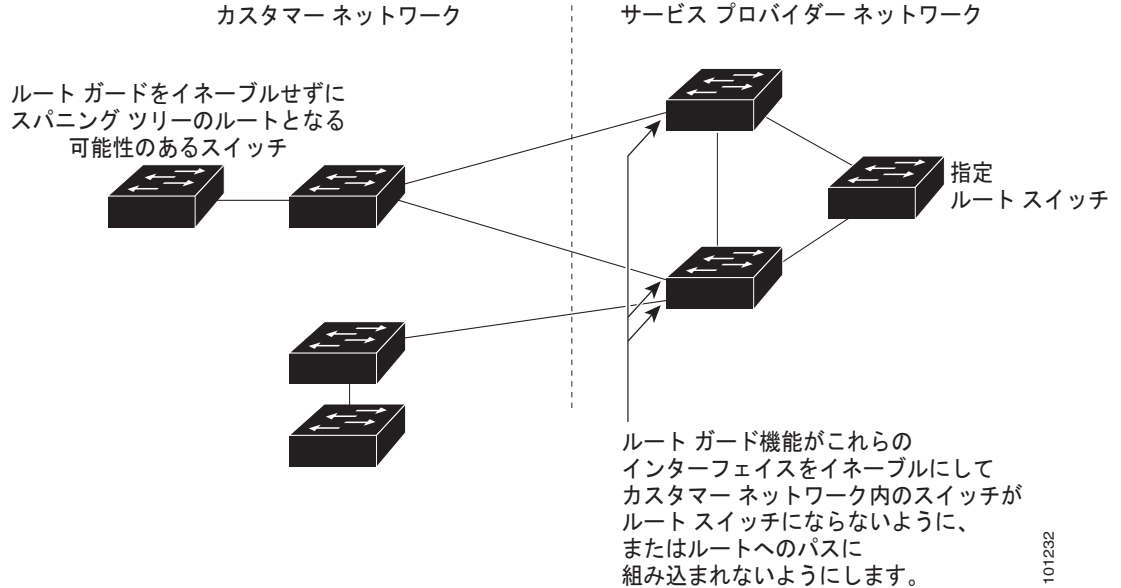 カスタマー ネットワーク
サービス プロバイダー ネットワーク
ルート ガードをイネーブルせずに
スパニング ツリーのルートとなる
可能性のあるスイッチ
指定
ルート スイッチ
ルート ガード機能がこれらの
インターフェイスをイネーブルにして
カスタマー ネットワーク内のスイッチが
ルート スイッチにならないように、
またはルートへのパスに
組み込まれないようにします。
101232